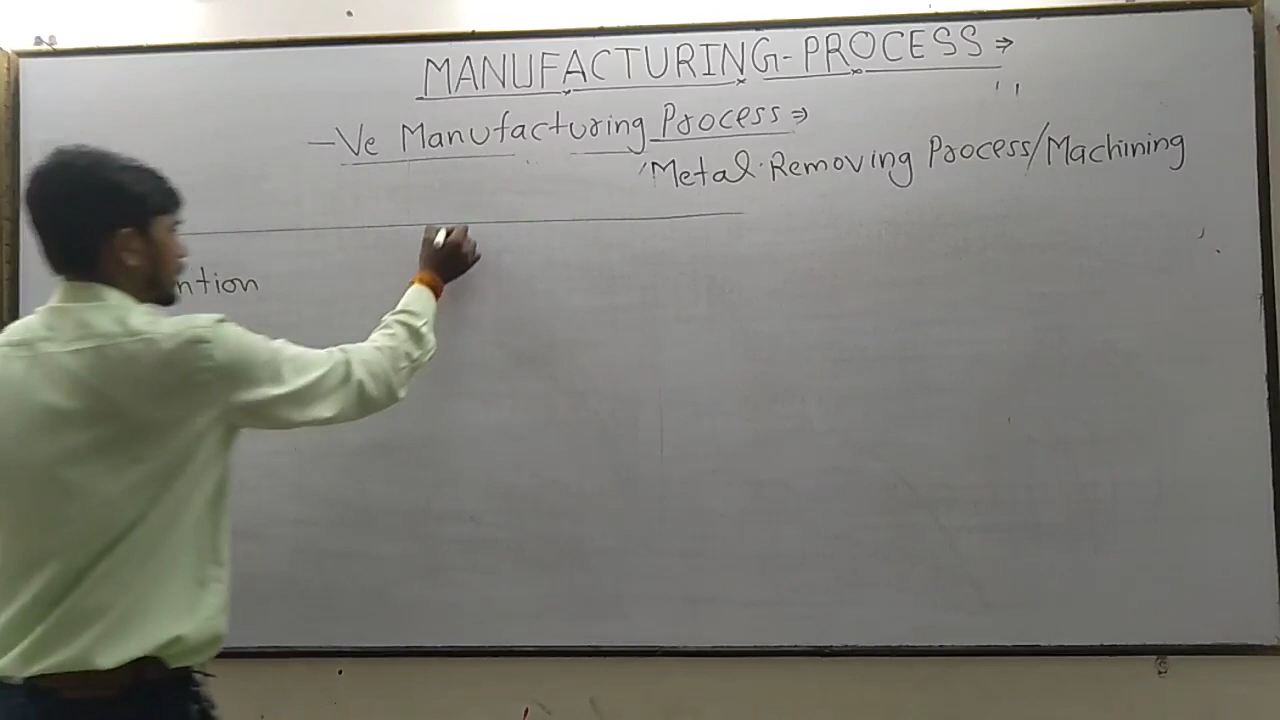 MANUFACTURING-PROCESS ⇒
-Ve Manufacturing Process ⇒
Metal Removing Process/Machining
ntion